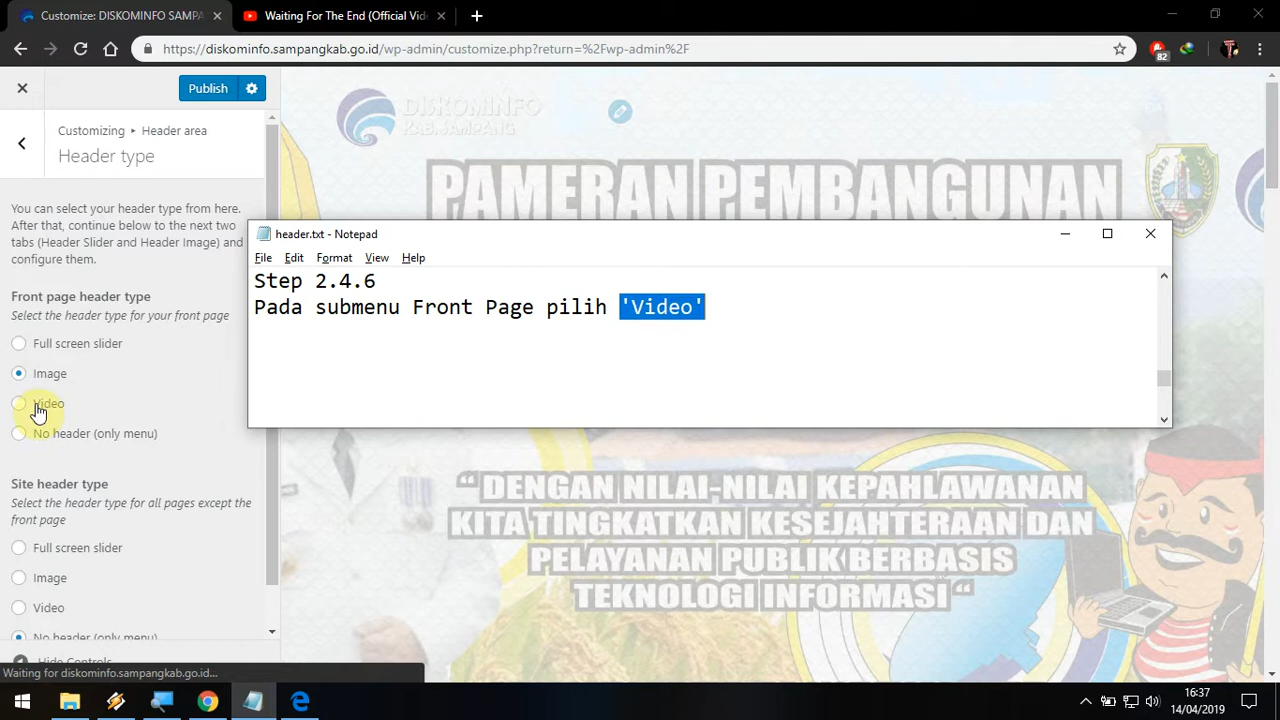 Customize: DISKOMINFO SAMPA
Waiting For The End (Official Vide
https://diskominfo.sampangkab.go.id/wp-admin/customize.php?return=%2Fwp-admin%2F
82
Publish
Customizing ▸ Header area
Header type
You can select your header type from here.
After that, continue below to the next two
tabs (Header Slider and Header Image) and
configure them.
Front page header type
Select the header type for your front page
Full screen slider
Image
Video
No header (only menu)
Site header type
Select the header type for all pages except the
front page
Full screen slider
Image
Video
No header (only menu)
Hide Controls
Waiting for diskominfo.sampangkab.go.id...
DISKOMINFO
KAB.SAMPANG
PAMERAN PEMBANGUNAN
header.txt - Notepad
File Edit Format View Help
Step 2.4.6
Pada submenu Front Page pilih 'Video'
“ DENGAN NILAI-NILAI KEPAHLAWANAN
KITA TINGKATKAN KESEJAHTERAAN DAN
PELAYANAN PUBLIK BERBASIS
TEKNOLOGI INFORMASI “
16:37
14/04/2019